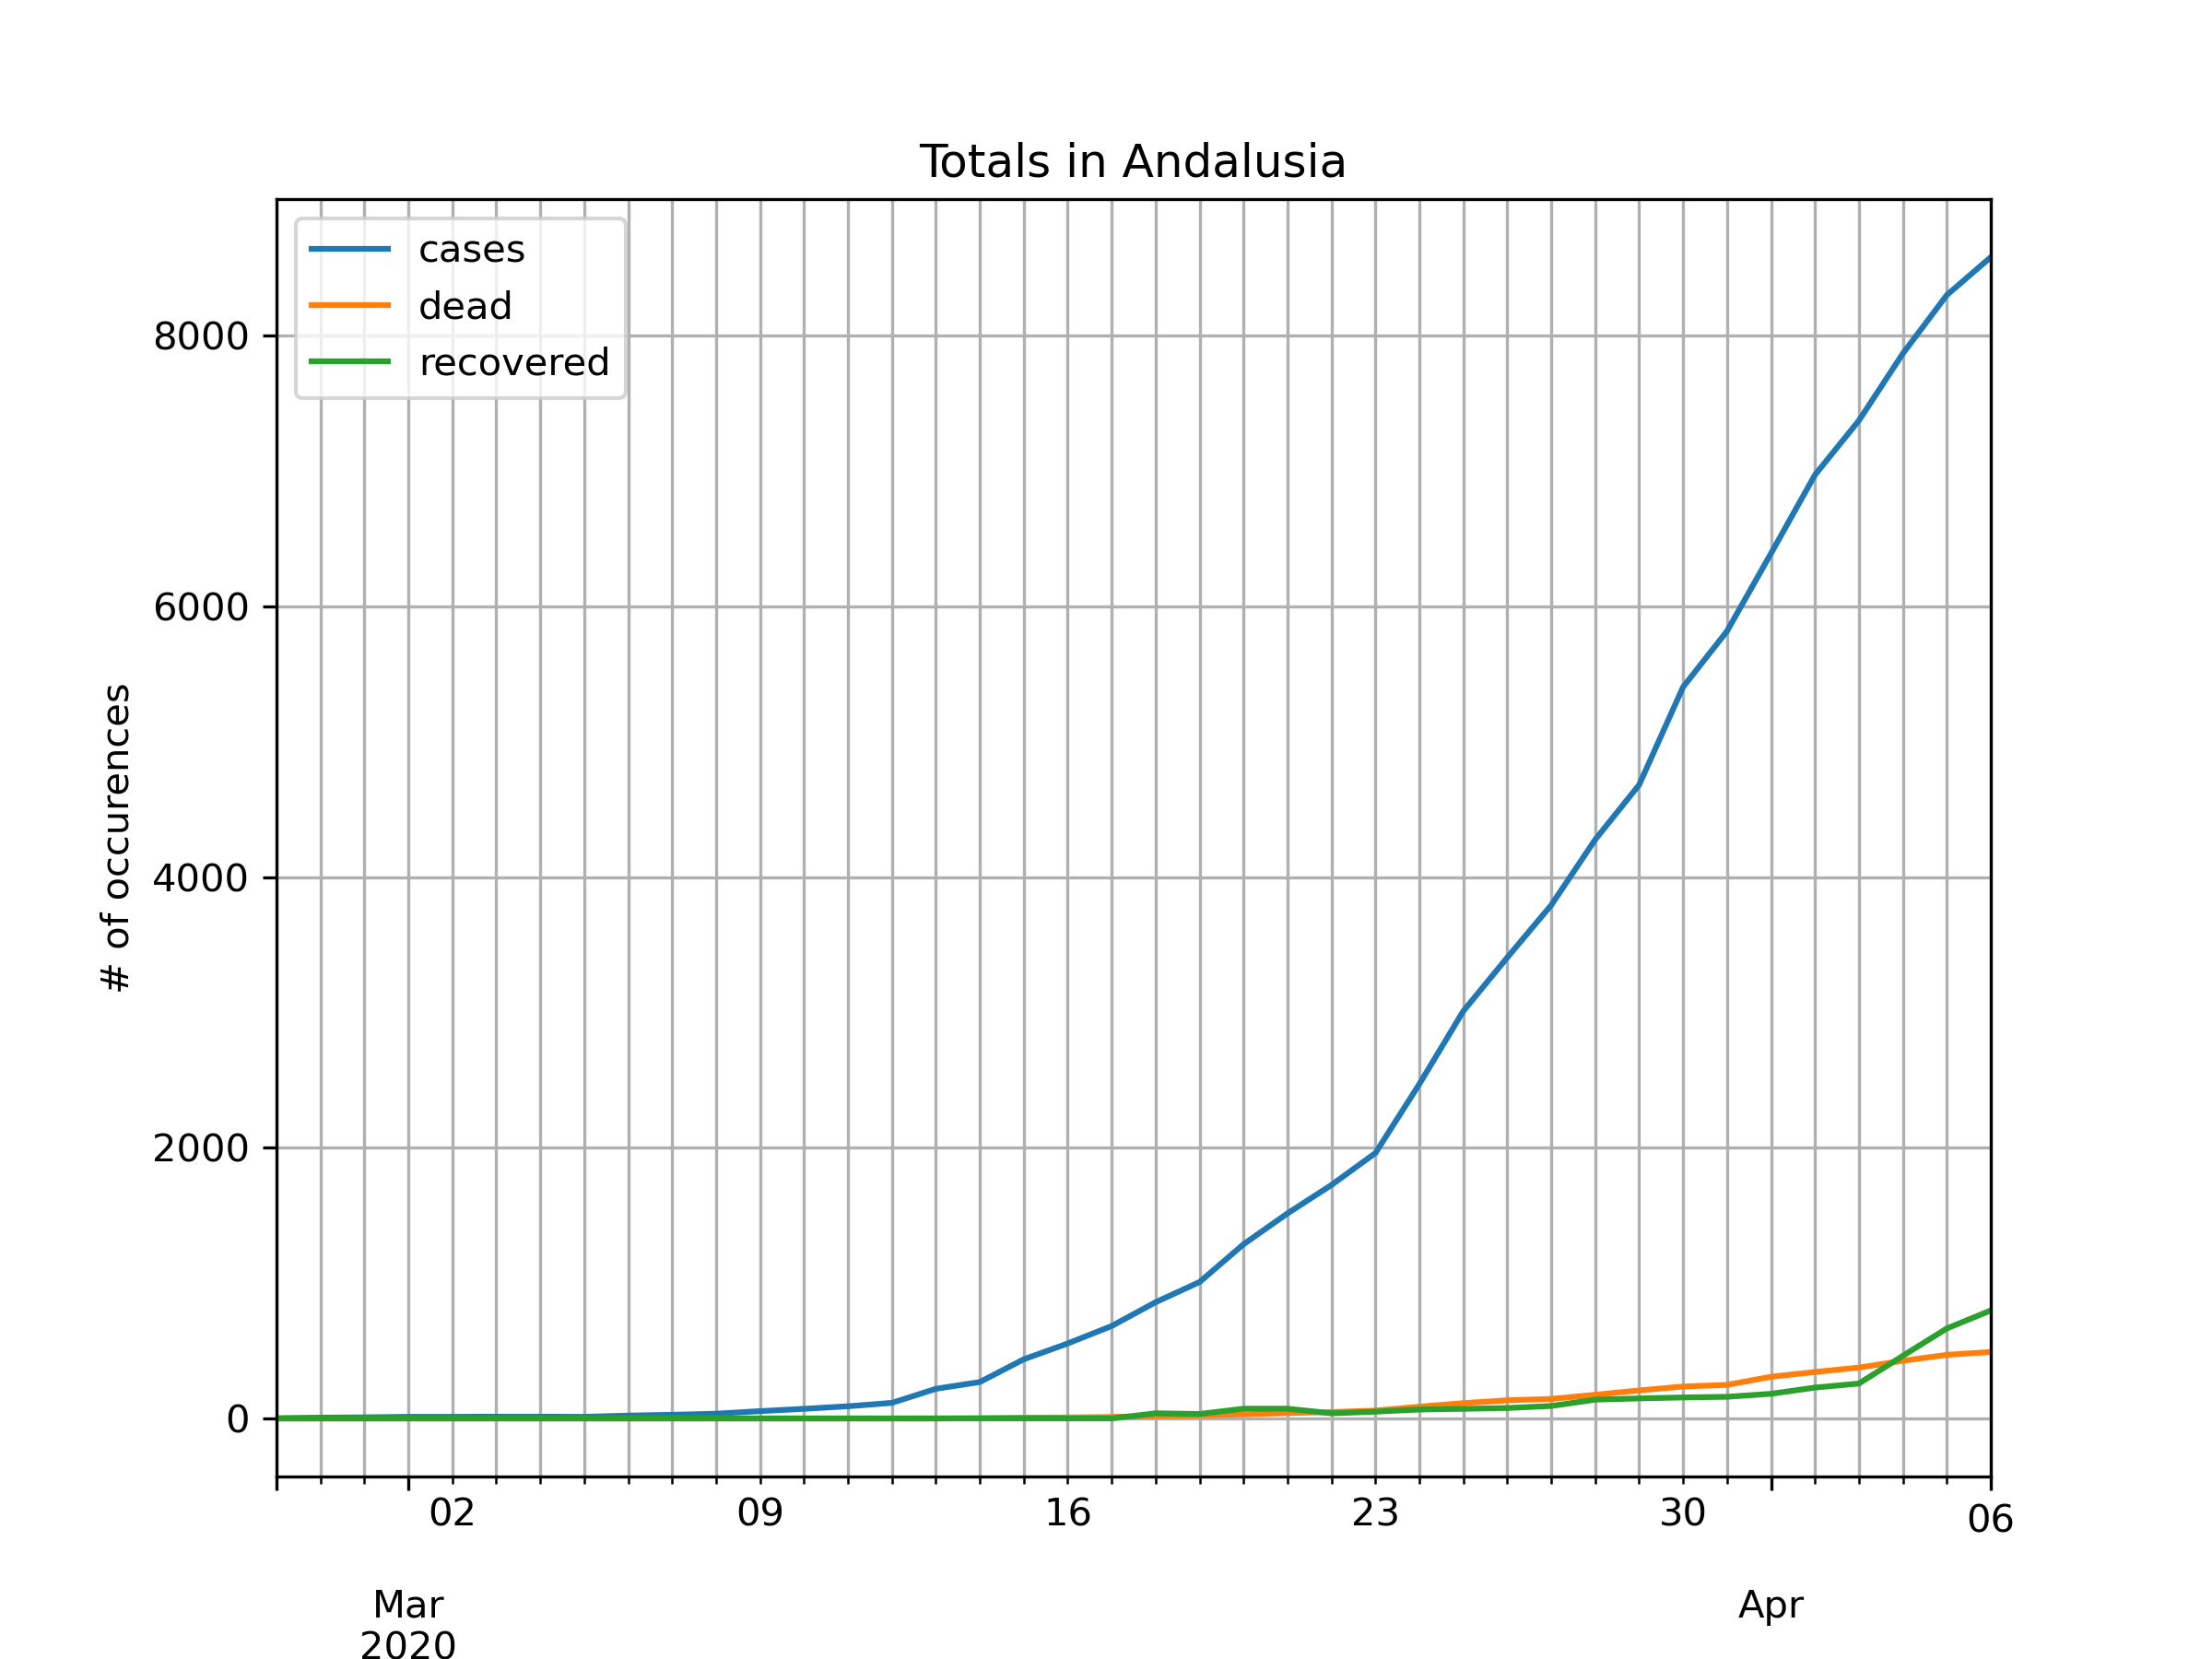 Totals in Andalusia
cases
dead
recovered
8000
6000
4000
2000
0
# of occurences
02
09
16
23
30
06
Mar
2020
Apr